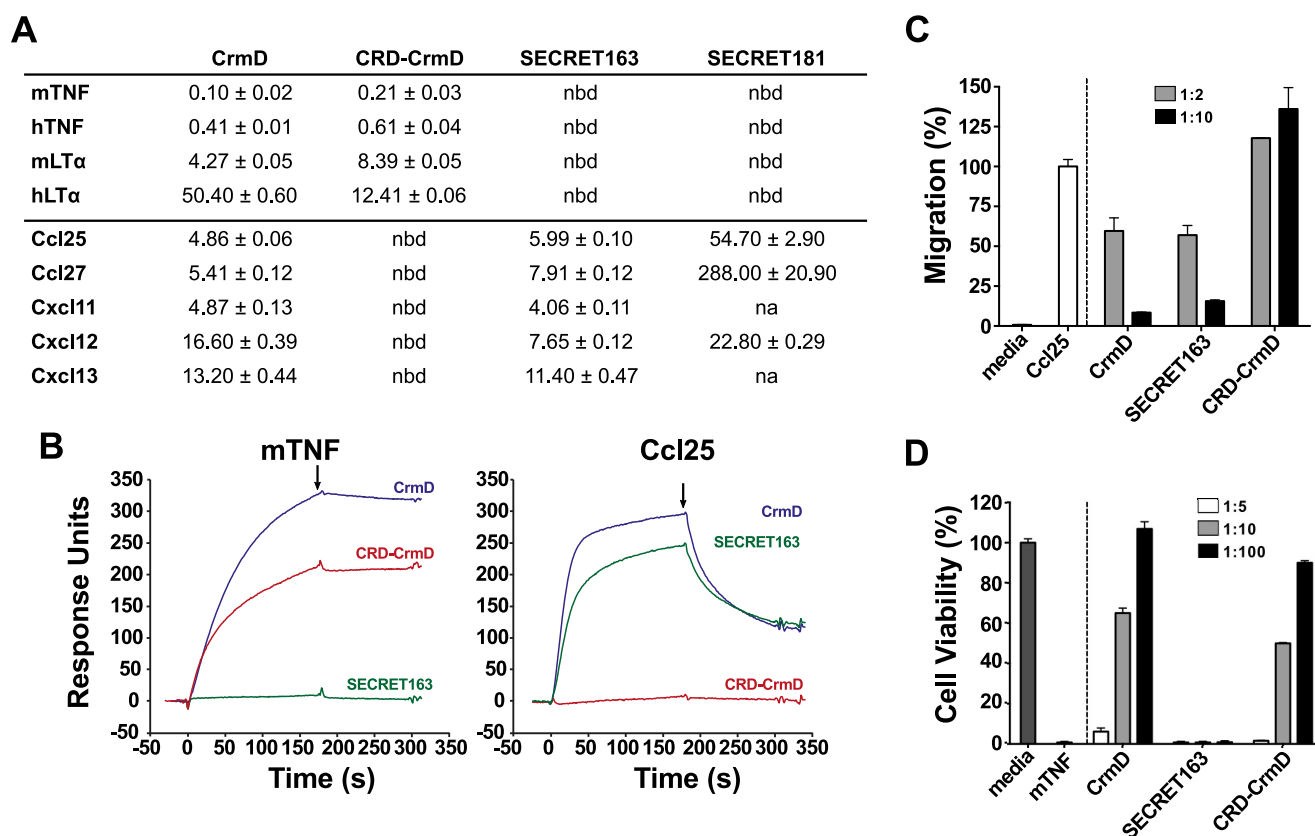 A
CrmD CRD-CrmD SECRET163 SECRET181
mTNF 0.10 ± 0.02 0.21 ± 0.03 nbd nbd
hTNF 0.41 ± 0.01 0.61 ± 0.04 nbd nbd
mLTα 4.27 ± 0.05 8.39 ± 0.05 nbd nbd
hLTα 50.40 ± 0.60 12.41 ± 0.06 nbd nbd
Ccl25 4.86 ± 0.06 nbd 5.99 ± 0.10 54.70 ± 2.90
Ccl27 5.41 ± 0.12 nbd 7.91 ± 0.12 288.00 ± 20.90
Cxcl11 4.87 ± 0.13 nbd 4.06 ± 0.11 na
Cxcl12 16.60 ± 0.39 nbd 7.65 ± 0.12 22.80 ± 0.29
Cxcl13 13.20 ± 0.44 nbd 11.40 ± 0.47 na
B
mTNF
Response Units
350
300
250
200
150
100
50
0
-50
CrmD
CRD-CrmD
SECRET163
-50 0 50 100 150 200 250 300 350
Time (s)
Ccl25
350
300
250
200
150
100
50
0
-50
CrmD
SECRET163
CRD-CrmD
-50 0 50 100 150 200 250 300 350
Time (s)
C
Migration (%)
150
125
100
75
50
25
0
1:2
1:10
media
Ccl25
CrmD
SECRET163
CRD-CrmD
D
Cell Viability (%)
120
100
80
60
40
20
0
1:5
1:10
1:100
media
mTNF
CrmD
SECRET163
CRD-CrmD